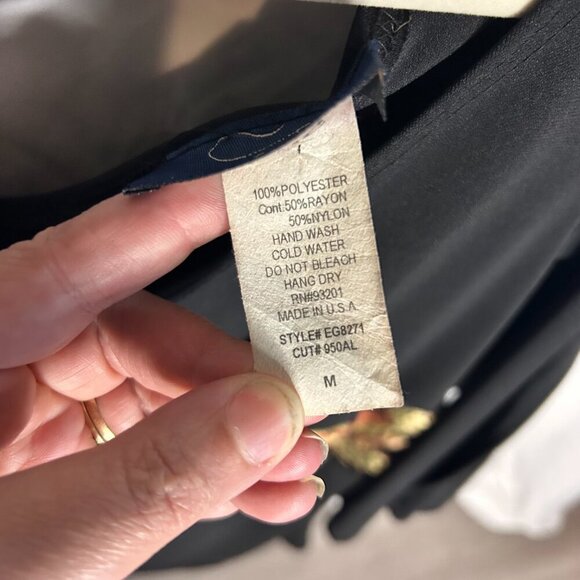 100%POLYESTER
Cont:50%RAYON
50%NYLON
HAND WASH
COLD WATER
DO NOT BLEACH
HANG DRY
RN#93201
MADE IN U.S.A
STYLE# EG8271
CUT# 950AL
M